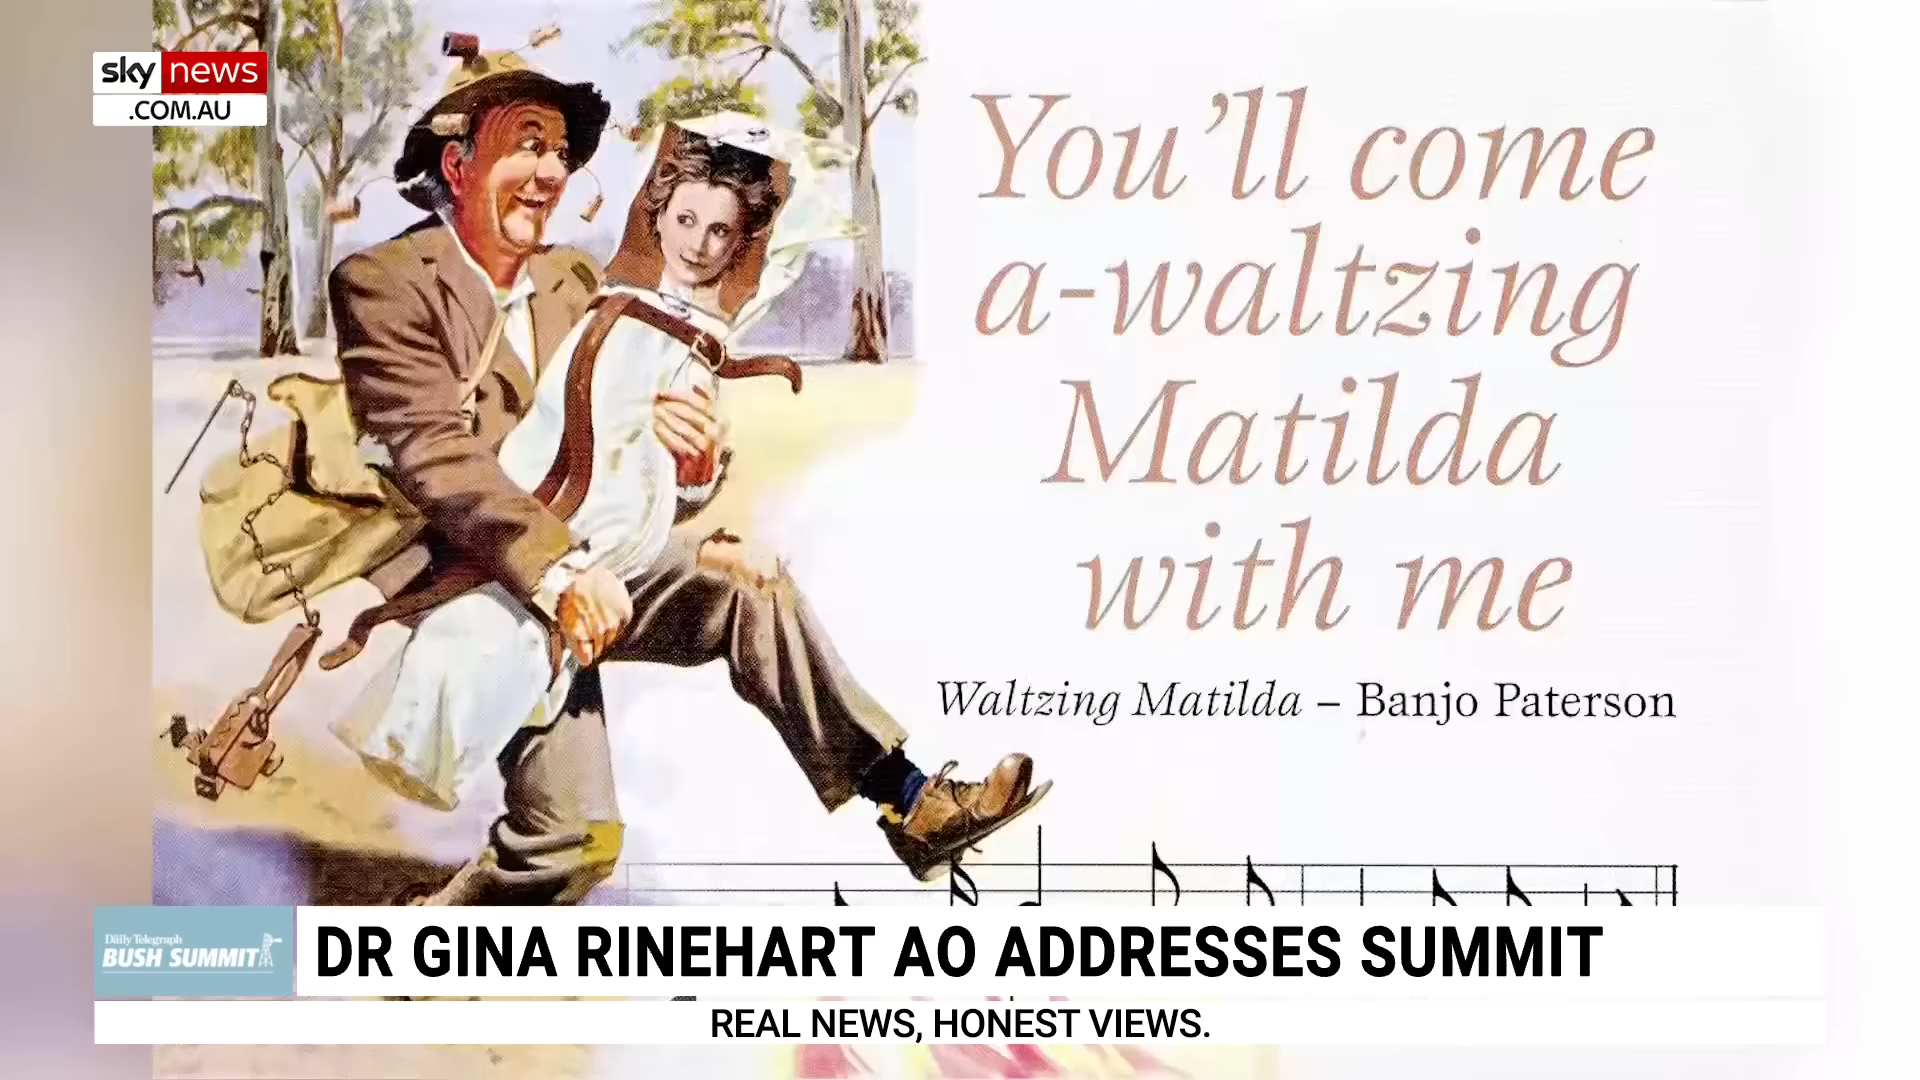 sky news
.COM.AU
You'll come
a-waltzing
Matilda
with me
Waltzing Matilda – Banjo Paterson
The Daily Telegraph
BUSH SUMMIT
DR GINA RINEHART AO ADDRESSES SUMMIT
REAL NEWS, HONEST VIEWS.